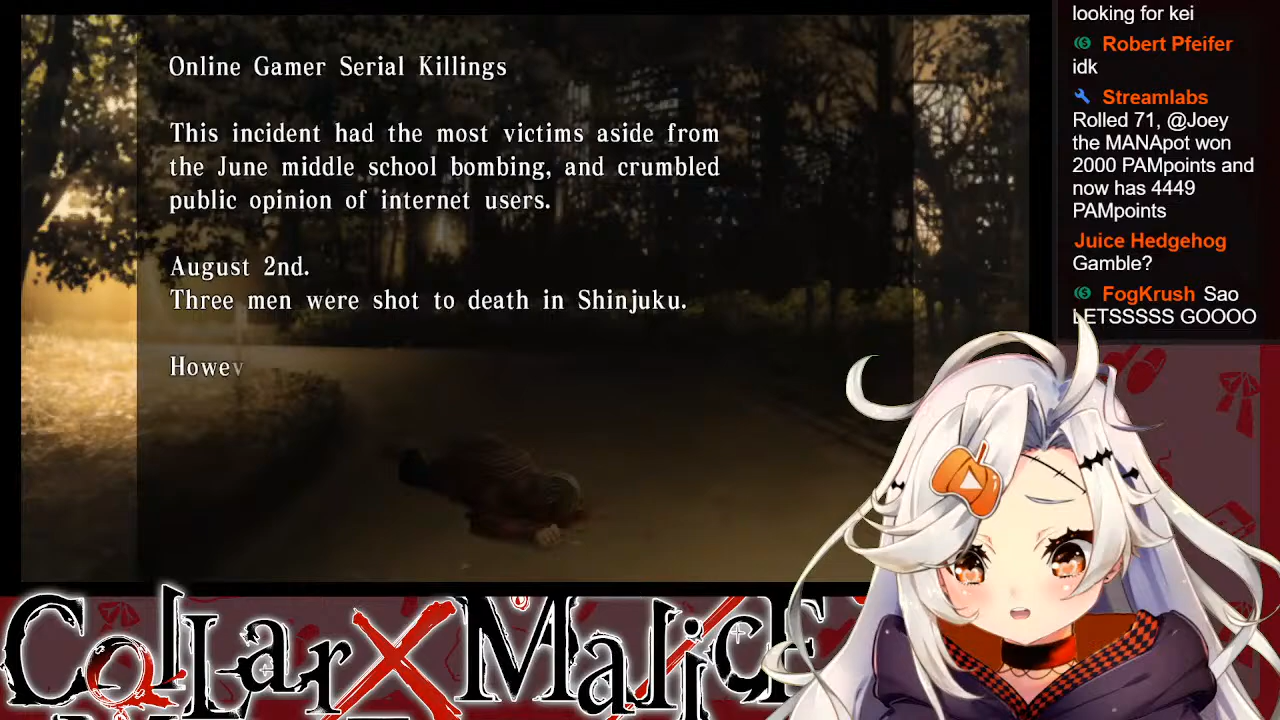 Online Gamer Serial Killings
This incident had the most victims aside from
the June middle school bombing, and crumbled
public opinion of internet users.
August 2nd.
Three men were shot to death in Shinjuku.
Howev
looking for kei
Robert Pfeifer
idk
Streamlabs
Rolled 71, @Joey
the MANApot won
2000 PAMpoints and
now has 4449
PAMpoints
Juice Hedgehog
Gamble?
FogKrush Sao
LETSSSSS GOOOO
Collar X Malice